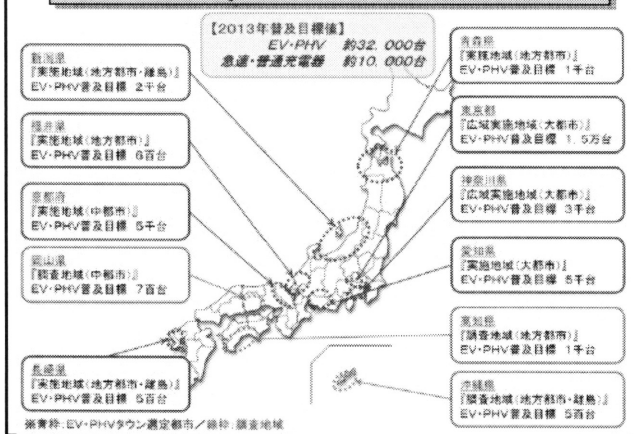 【2013年普及目標値】
EV・PHV 約32,000台
急速・普通充電器 約10,000台
新潟県
『実施地域(地方都市・離島)』
EV・PHV普及目標 2千台
福井県
『実施地域(地方都市)』
EV・PHV普及目標 6百台
京都府
『実施地域(中都市)』
EV・PHV普及目標 5千台
岡山県
『調査地域(中都市)』
EV・PHV普及目標 7百台
長崎県
『実施地域(地方都市・離島)』
EV・PHV普及目標 5百台
青森県
『実施地域(地方都市)』
EV・PHV普及目標 1千台
東京都
『広域実施地域(大都市)』
EV・PHV普及目標 1.5万台
神奈川県
『広域実施地域(大都市)』
EV・PHV普及目標 3千台
愛知県
『実施地域(大都市)』
EV・PHV普及目標 5千台
高知県
『調査地域(地方都市)』
EV・PHV普及目標 1千台
沖縄県
『調査地域(地方都市・離島)』
EV・PHV普及目標 5百台
※青枠:EV・PHVタウン選定都市/緑枠:調査地域